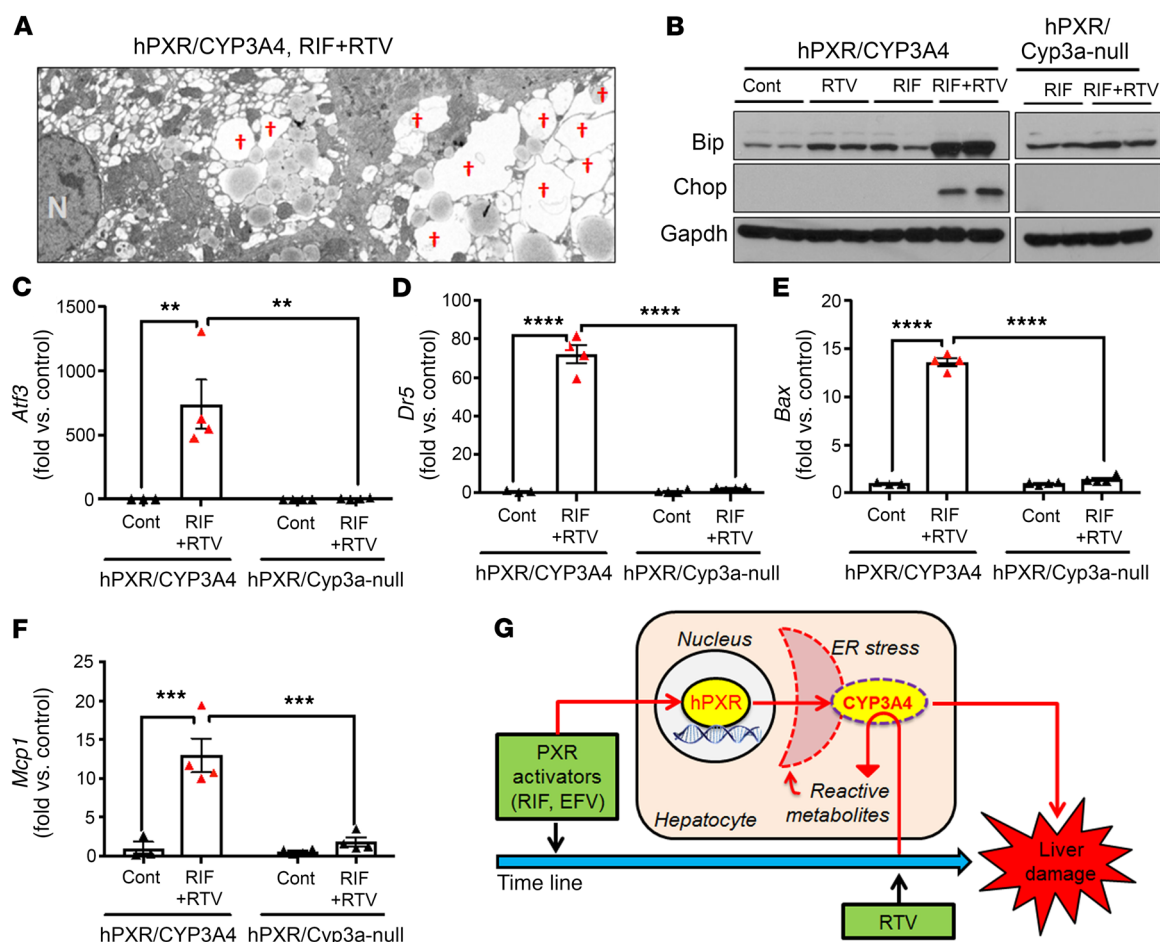 A
hPXR/CYP3A4, RIF+RTV
N
† † † † † † † † † †
B
hPXR/CYP3A4
hPXR/
Cyp3a-null
Cont RTV RIF RIF+RTV RIF RIF+RTV
Bip
Chop
Gapdh
C
Atf3
(fold vs. control)
1500
1000
500
0
** **
Cont RIF Cont RIF
+RTV +RTV
hPXR/CYP3A4 hPXR/Cyp3a-null
D
Dr5
(fold vs. control)
100
80
60
40
20
0
**** ****
Cont RIF Cont RIF
+RTV +RTV
hPXR/CYP3A4 hPXR/Cyp3a-null
E
Bax
(fold vs. control)
20
15
10
5
0
**** ****
Cont RIF Cont RIF
+RTV +RTV
hPXR/CYP3A4 hPXR/Cyp3a-null
F
Mcp1
(fold vs. control)
25
20
15
10
5
0
*** ***
Cont RIF Cont RIF
+RTV +RTV
hPXR/CYP3A4 hPXR/Cyp3a-null
G
Nucleus
ER stress
hPXR
CYP3A4
PXR
activators
(RIF, EFV)
Reactive
metabolites
Hepatocyte
Time line
Liver
damage
RTV